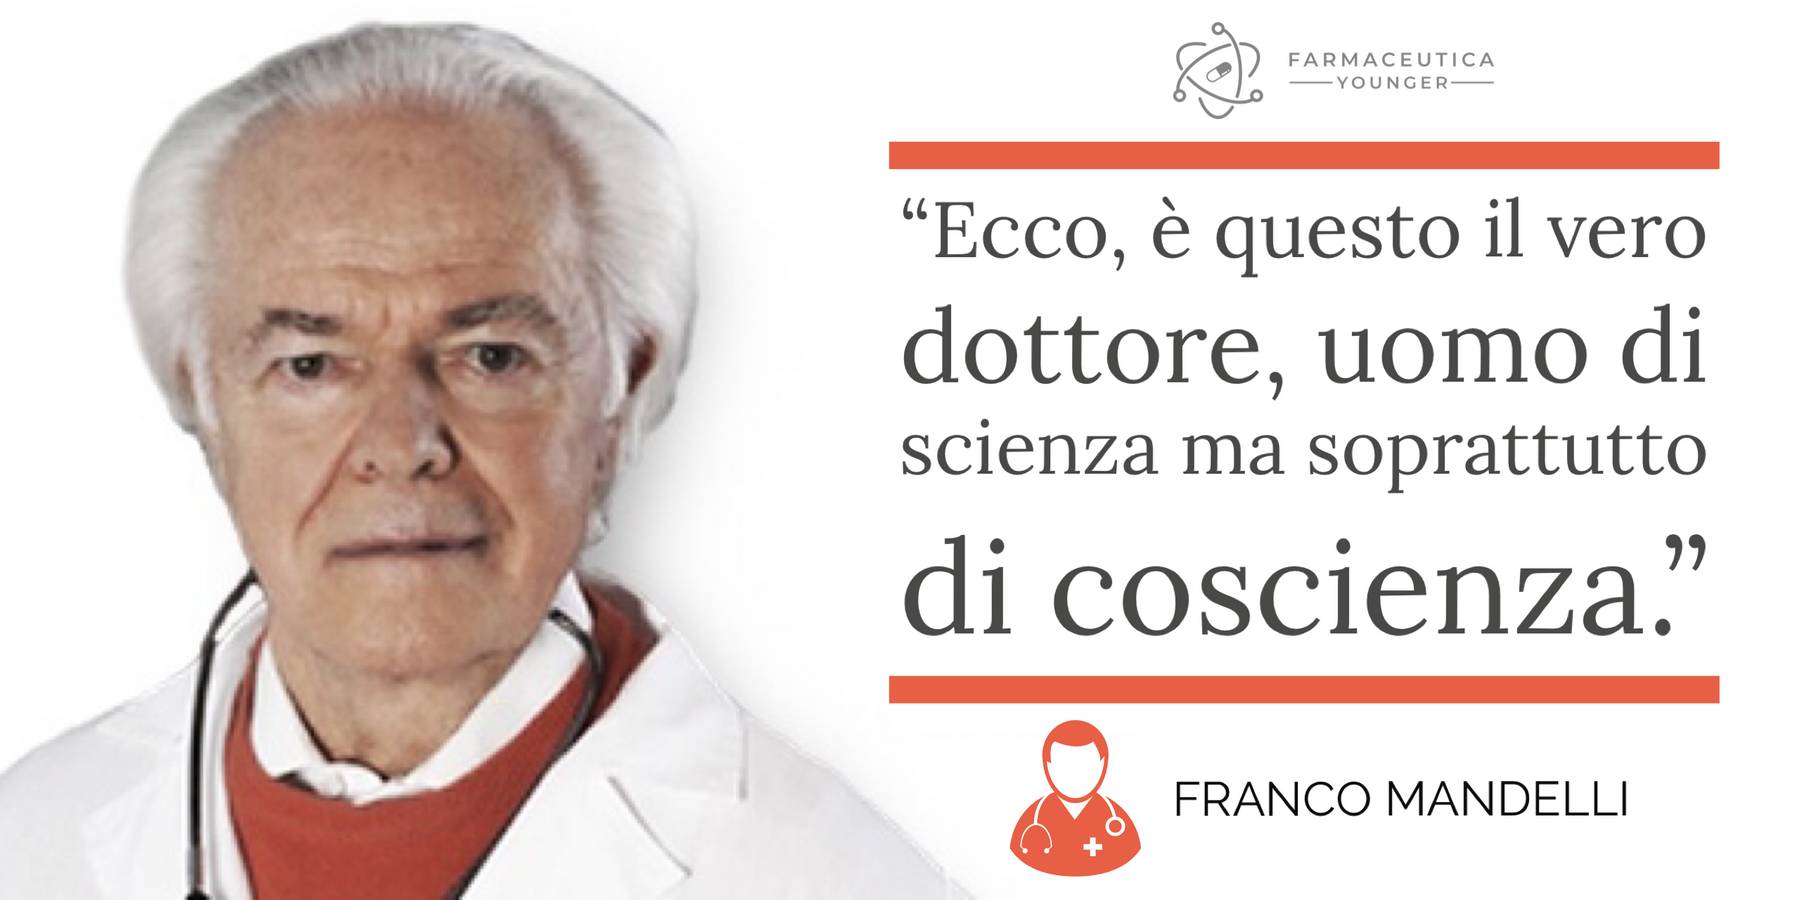 FARMACEUTICA
YOUNGER
“Ecco, è questo il vero
dottore, uomo di
scienza ma soprattutto
di coscienza.”
FRANCO MANDELLI